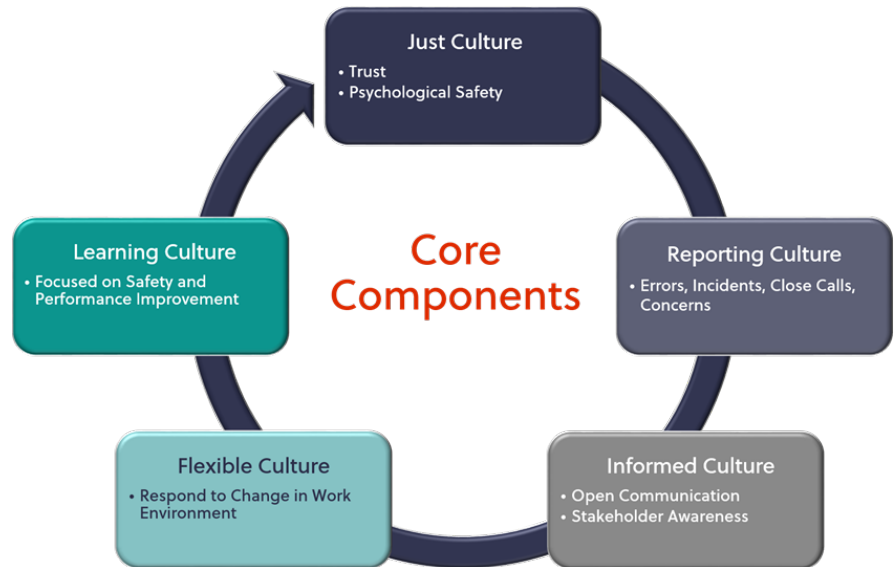 Just Culture
• Trust
• Psychological Safety
Reporting Culture
• Errors, Incidents, Close Calls,
Concerns
Informed Culture
• Open Communication
• Stakeholder Awareness
Flexible Culture
• Respond to Change in Work
Environment
Learning Culture
• Focused on Safety and
Performance Improvement
Core
Components